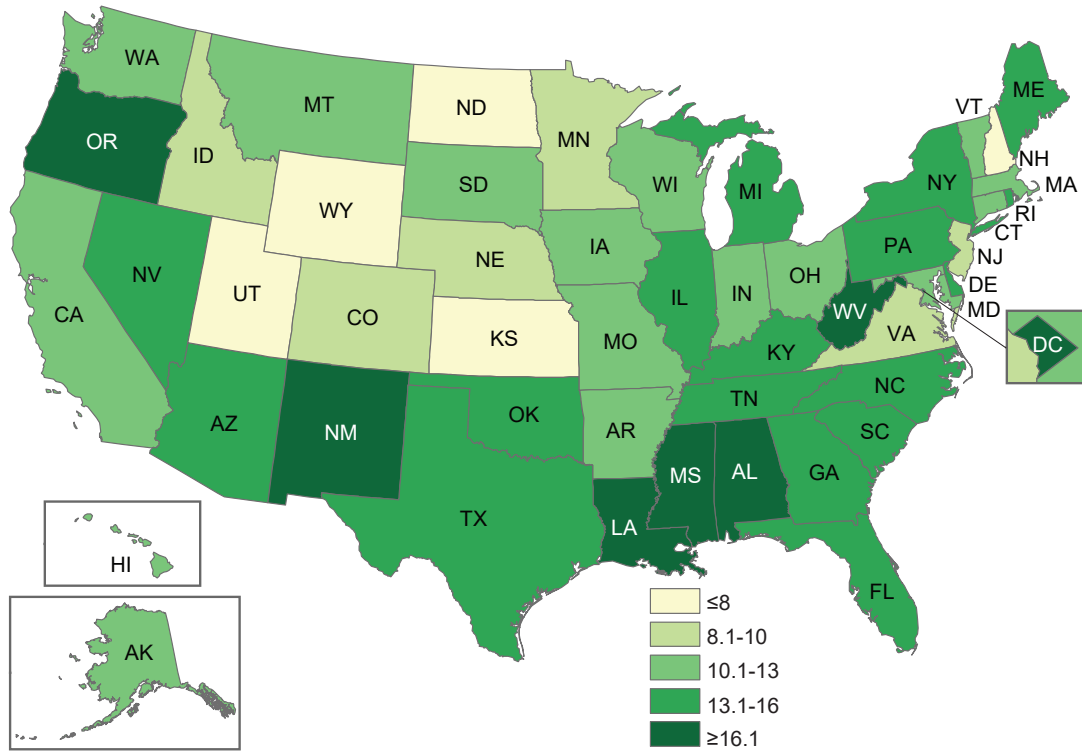 WA
MT
ND
MN
ME
VT
OR
ID
WY
SD
WI
MI
NY
NH
MA
RI
CT
NV
UT
CO
NE
IA
IL
IN
OH
PA
NJ
DE
MD
CA
KS
MO
KY
WV
VA
DC
AZ
NM
OK
AR
TN
NC
SC
TX
LA
MS
AL
GA
FL
HI
AK
≤8
8.1-10
10.1-13
13.1-16
≥16.1